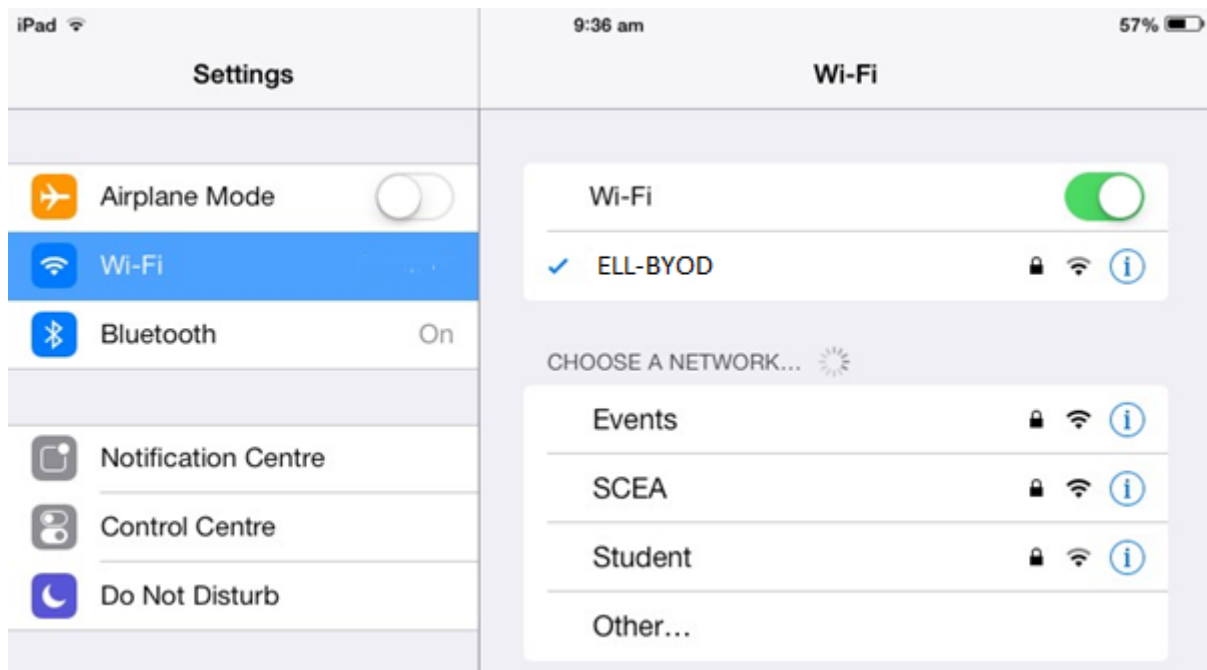 iPad 9:36 am 57%
Settings
Wi-Fi
Airplane Mode
Wi-Fi
Bluetooth On
Notification Centre
Control Centre
Do Not Disturb
Wi-Fi
ELL-BYOD
CHOOSE A NETWORK...
Events
SCEA
Student
Other...